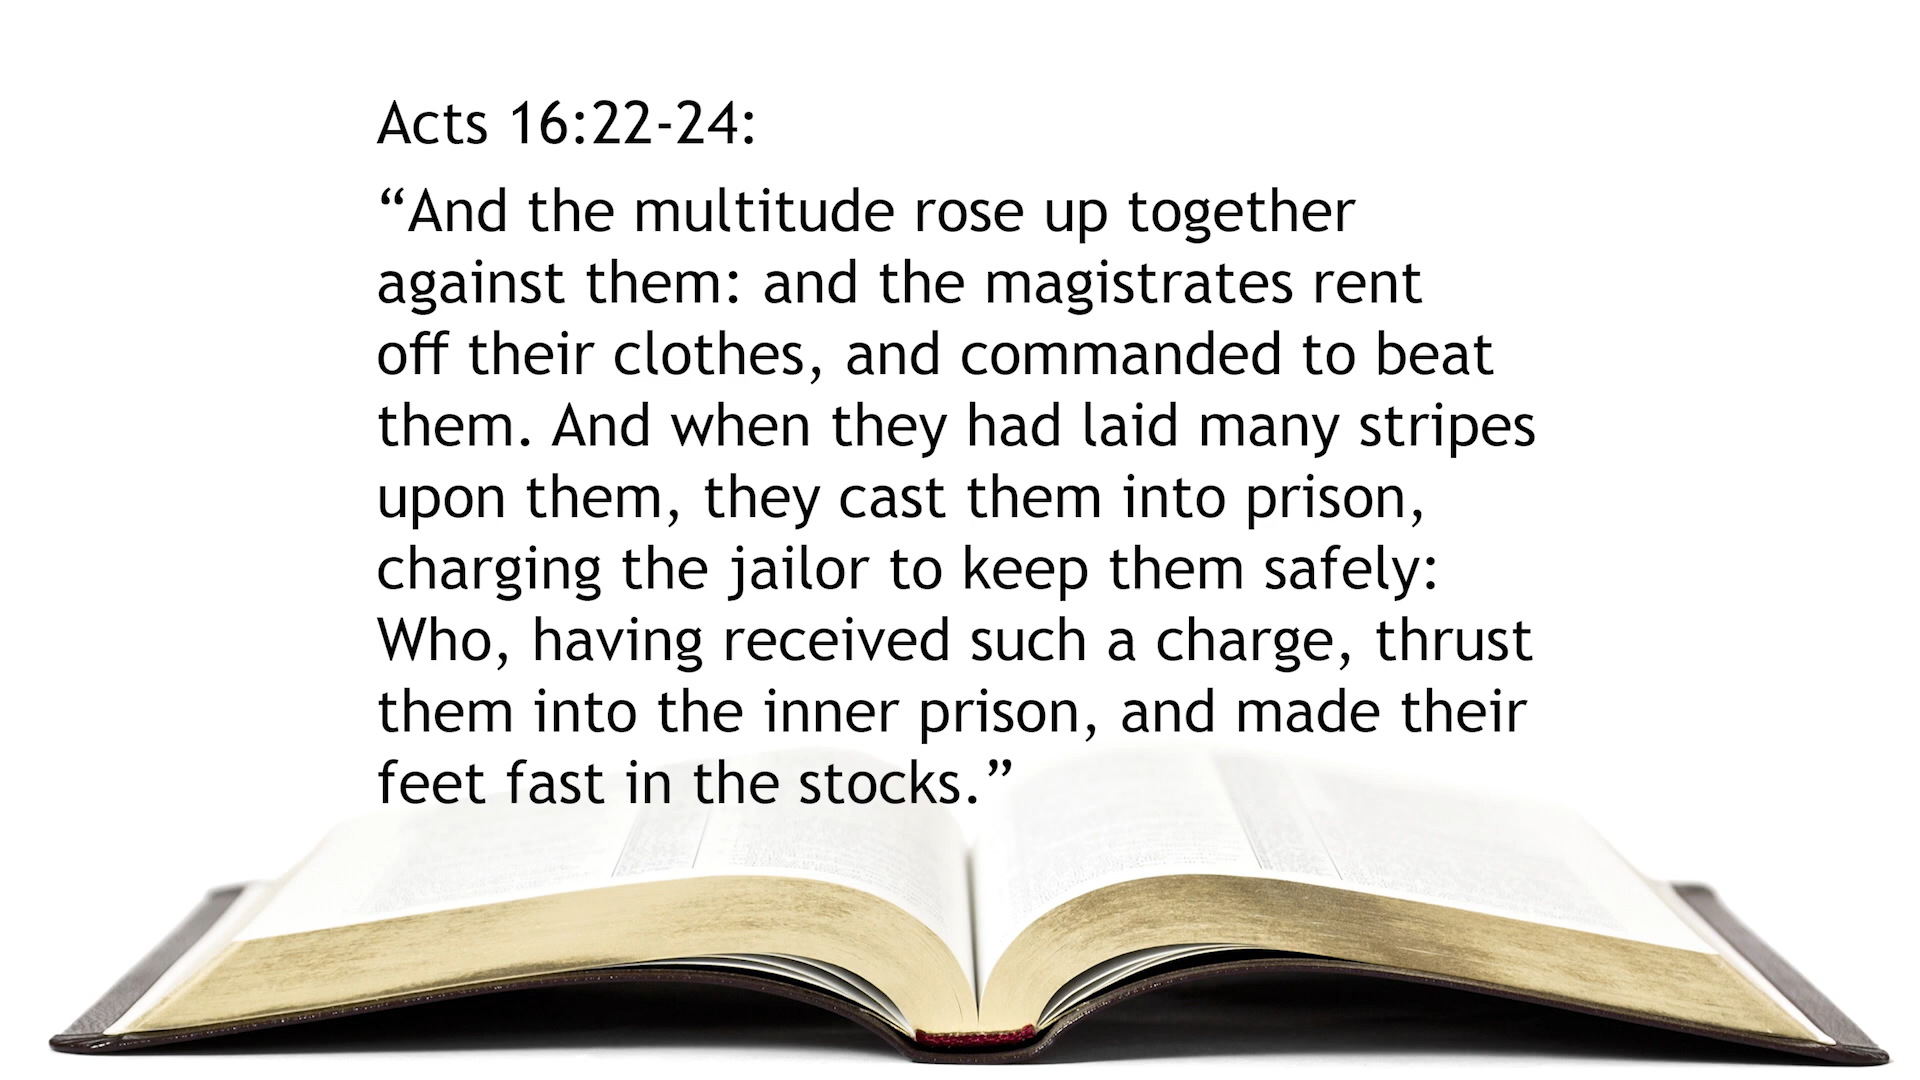 Acts 16:22-24:
“And the multitude rose up together
against them: and the magistrates rent
off their clothes, and commanded to beat
them. And when they had laid many stripes
upon them, they cast them into prison,
charging the jailor to keep them safely:
Who, having received such a charge, thrust
them into the inner prison, and made their
feet fast in the stocks.”